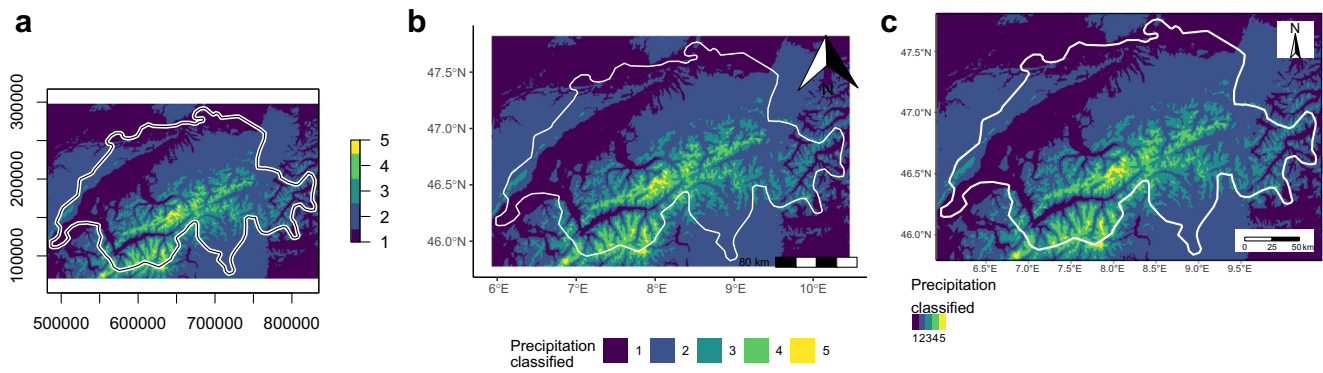 a
300000
200000
100000
500000 600000 700000 800000
5
4
3
2
1
b
47.5°N
47.0°N
46.5°N
46.0°N
N
80 km
6°E 7°E 8°E 9°E 10°E
Precipitation
classified
1 2 3 4 5
c
47.5°N
47.0°N
46.5°N
46.0°N
N
0 25 50 km
6.5°E 7.0°E 7.5°E 8.0°E 8.5°E 9.0°E 9.5°E
Precipitation
classified
12345